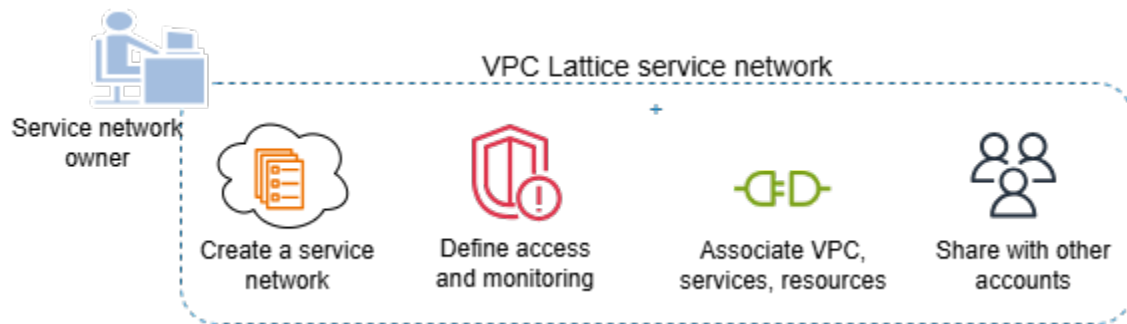 VPC Lattice service network
Service network
owner
Create a service
network
Define access
and monitoring
Associate VPC,
services, resources
Share with other
accounts